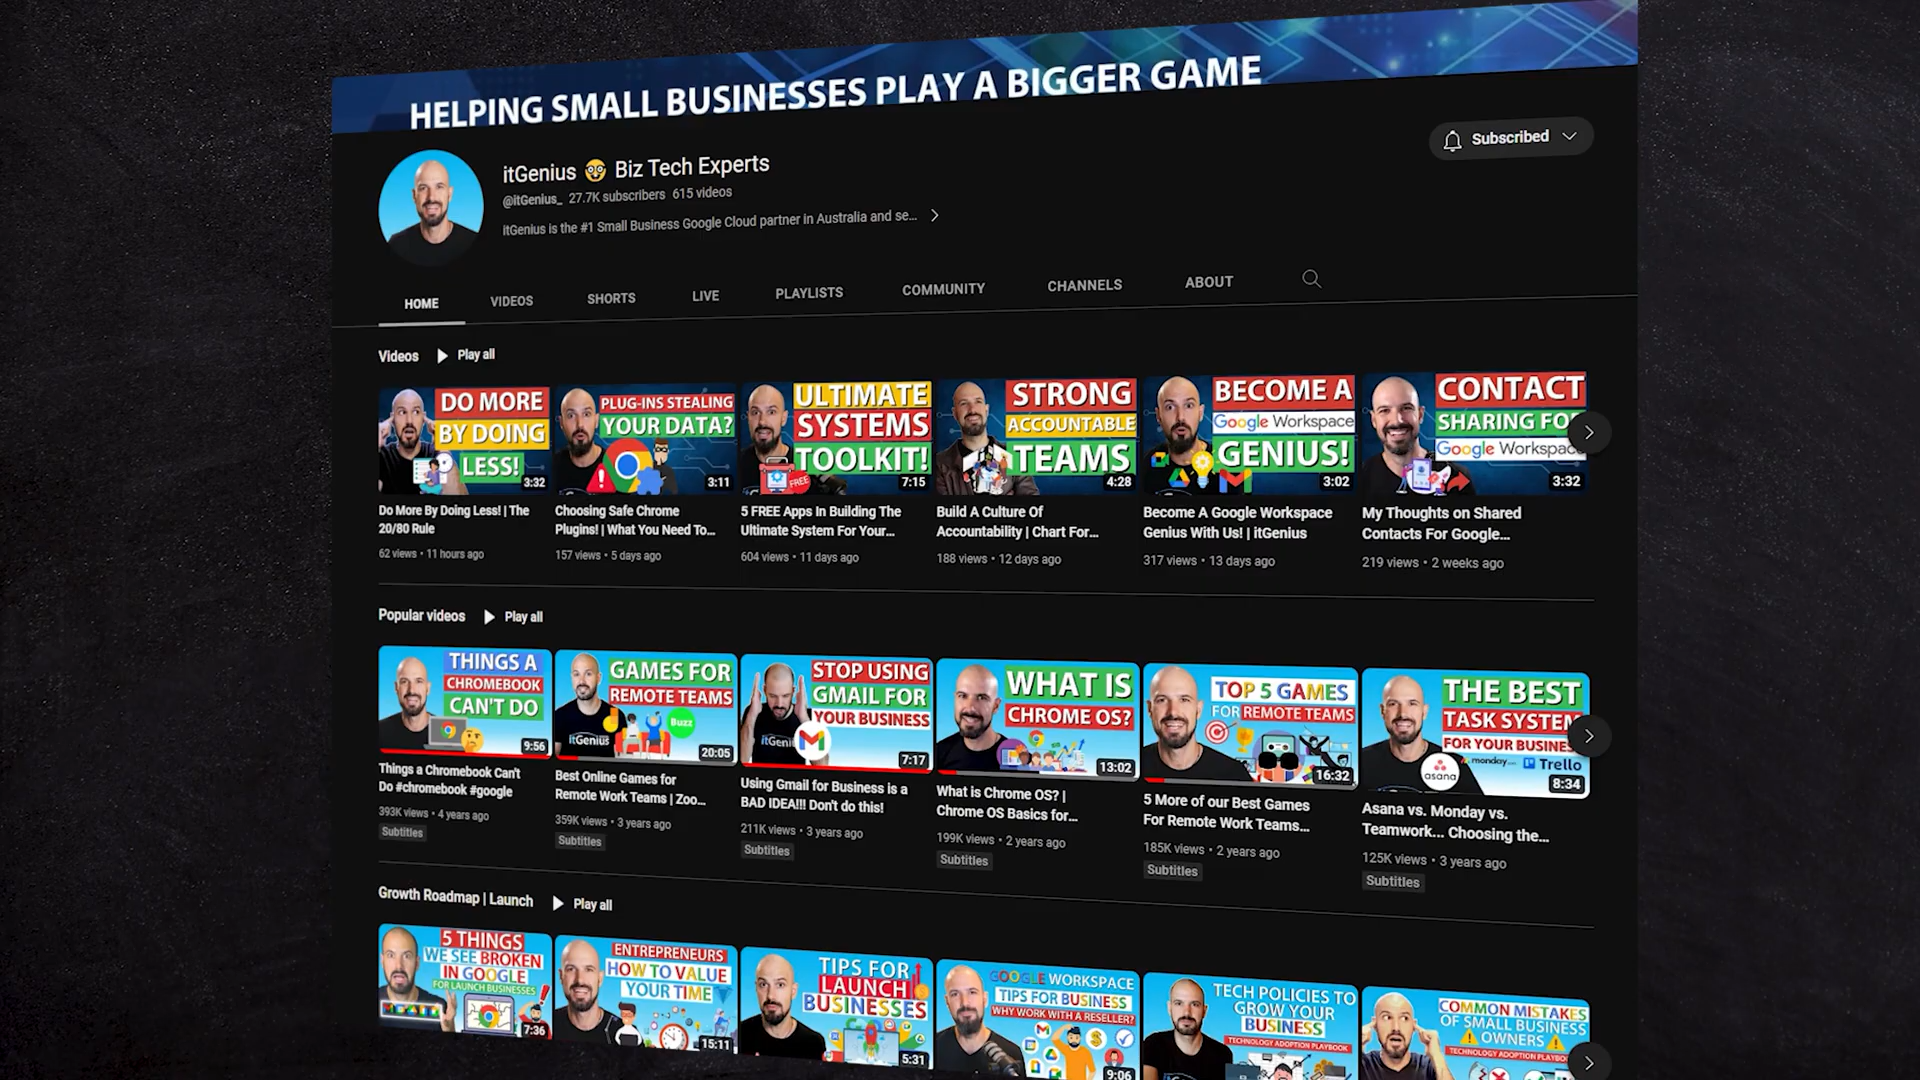 HELPING SMALL BUSINESSES PLAY A BIGGER GAME
itGenius 🤓 Biz Tech Experts
@itGenius_ 27.7K subscribers 615 videos
itGenius is the #1 Small Business Google Cloud partner in Australia and se...
Subscribed
HOME VIDEOS SHORTS LIVE PLAYLISTS COMMUNITY CHANNELS ABOUT
Videos Play all
DO MORE
BY DOING
LESS!
3:32
PLUG-INS STEALING
YOUR DATA?
3:11
ULTIMATE
SYSTEMS
TOOLKIT!
FREE
7:15
STRONG
ACCOUNTABLE
TEAMS
4:28
BECOME A
Google Workspace
GENIUS!
3:02
CONTACT
SHARING FO
Google Workspac
3:32
Do More By Doing Less! | The
20/80 Rule
62 views • 11 hours ago
Choosing Safe Chrome
Plugins! | What You Need To...
157 views • 5 days ago
5 FREE Apps In Building The
Ultimate System For Your...
604 views • 11 days ago
Build A Culture Of
Accountability | Chart For...
188 views • 12 days ago
Become A Google Workspace
Genius With Us! | itGenius
317 views • 13 days ago
My Thoughts on Shared
Contacts For Google...
219 views • 2 weeks ago
Popular videos Play all
THINGS A
CHROMEBOOK
CAN'T DO
9:56
GAMES FOR
REMOTE TEAMS
Buzz
itGenius
20:05
STOP USING
GMAIL FOR
YOUR BUSINESS
itGeni
7:17
WHAT IS
CHROME OS?
13:02
TOP 5 GAMES
FOR REMOTE TEAMS
16:32
THE BEST
TASK SYSTEM
FOR YOUR BUSINES
monday.com Trello
asana
8:34
Things a Chromebook Can't
Do #chromebook #google
393K views • 4 years ago
Subtitles
Best Online Games for
Remote Work Teams | Zoo...
359K views • 3 years ago
Subtitles
Using Gmail for Business is a
BAD IDEA!!! Don't do this!
211K views • 3 years ago
Subtitles
What is Chrome OS? |
Chrome OS Basics for...
199K views • 2 years ago
Subtitles
5 More of our Best Games
For Remote Work Teams...
185K views • 2 years ago
Subtitles
Asana vs. Monday vs.
Teamwork... Choosing the...
125K views • 3 years ago
Subtitles
Growth Roadmap | Launch Play all
5 THINGS
WE SEE BROKEN
IN GOOGLE
FOR LAUNCH BUSINESSES
7:36
ENTREPRENEURS
HOW TO VALUE
YOUR TIME
15:11
TIPS FOR
LAUNCH
BUSINESSES
5:31
GOOGLE WORKSPACE
TIPS FOR BUSINESS
WHY WORK WITH A RESELLER?
9:06
TECH POLICIES TO
GROW YOUR
BUSINESS
TECHNOLOGY ADOPTION PLAYBOOK
COMMON MISTAKES
OF SMALL BUSINESS
OWNERS
TECHNOLOGY ADOPTION PLAYBOO